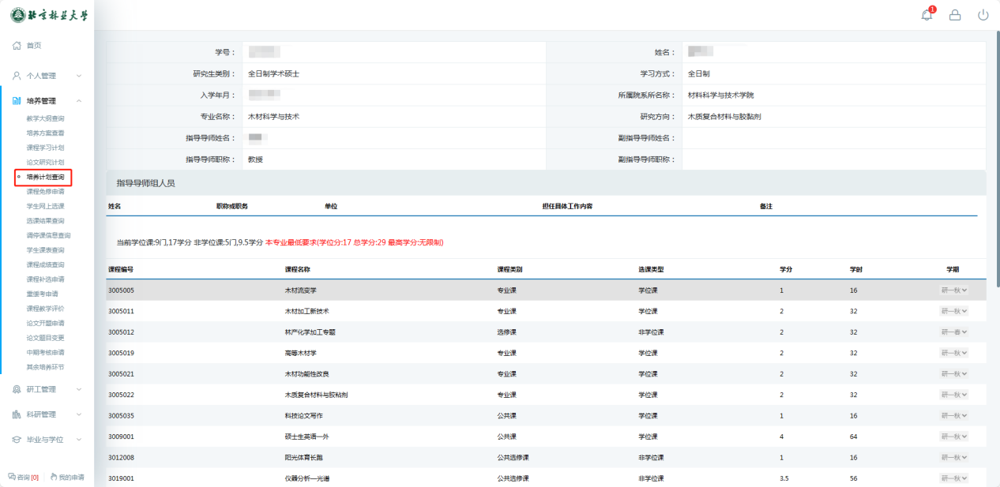 北京林业大学
1
首页
个人管理
培养管理
教学大纲查询
培养方案查看
课程学习计划
论文研究计划
培养计划查询
课程免修申请
学生网上选课
选课结果查询
调停课信息查询
学生课表查询
课程成绩查询
课程补选申请
重缓考申请
课程教学评价
论文开题申请
论文题目变更
中期考核申请
其余培养环节
研工管理
科研管理
毕业与学位
咨询[0] 我的申请
学号： 姓名：
研究生类别： 全日制学术硕士 学习方式： 全日制
入学年月： 所属院系所名称： 材料科学与技术学院
专业名称： 木材科学与技术 研究方向： 木质复合材料与胶黏剂
指导导师姓名： 副指导导师姓名：
指导导师职称： 教授 副指导导师职称：
指导导师组人员
姓名 职称或职务 单位 担任具体工作内容 备注
当前学位课:9门,17学分 非学位课:5门,9.5学分 本专业最低要求(学位分:17 总学分:29 最高学分:无限制)
课程编号 课程名称 课程类别 选课类型 学分 学时 学期
3005005 木材流变学 专业课 学位课 1 16 研一秋
3005011 木材加工新技术 专业课 学位课 2 32 研一秋
3005012 林产化学加工专题 选修课 非学位课 2 32 研一春
3005019 高等木材学 专业课 学位课 2 32 研一秋
3005021 木材功能性改良 专业课 学位课 2 32 研一秋
3005022 木质复合材料与胶粘剂 专业课 学位课 2 32 研一秋
3005035 科技论文写作 公共课 学位课 1 16 研一秋
3009001 硕士生英语一外 公共课 学位课 4 64 研一秋
3012008 阳光体育长跑 公共选修课 非学位课 1 16 研一秋
3019001 仪器分析—光谱 公共选修课 非学位课 3.5 56 研一秋